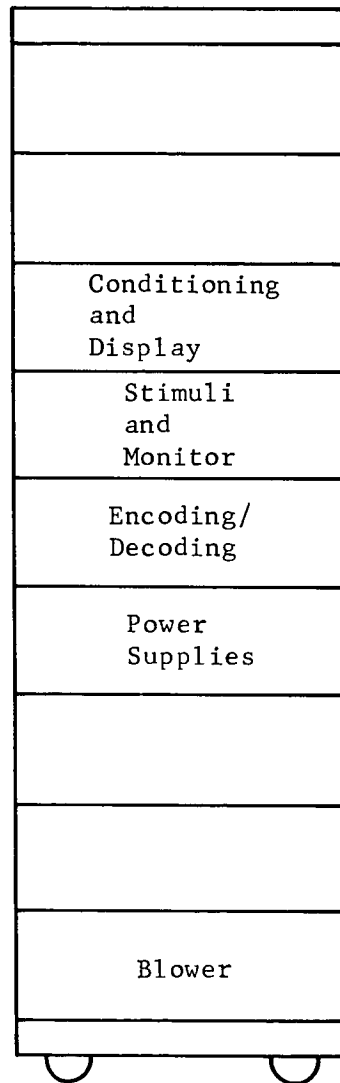 Conditioning
and
Display
Stimuli
and
Monitor
Encoding/
Decoding
Power
Supplies
Blower